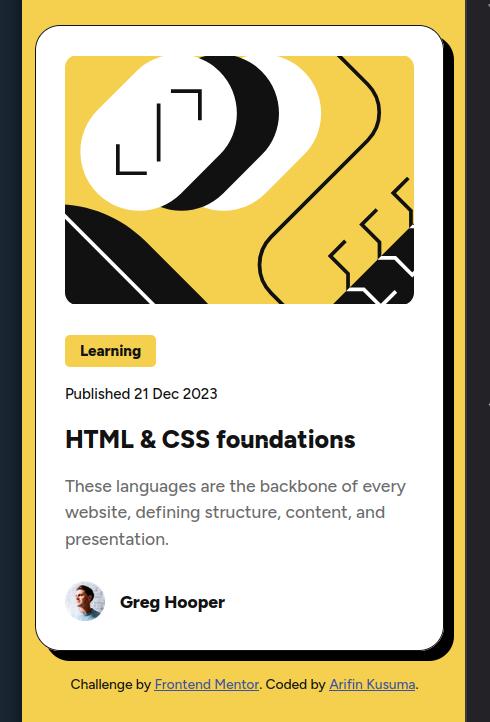 Learning
Published 21 Dec 2023
HTML & CSS foundations
These languages are the backbone of every
website, defining structure, content, and
presentation.
Greg Hooper
Challenge by Frontend Mentor. Coded by Arifin Kusuma.